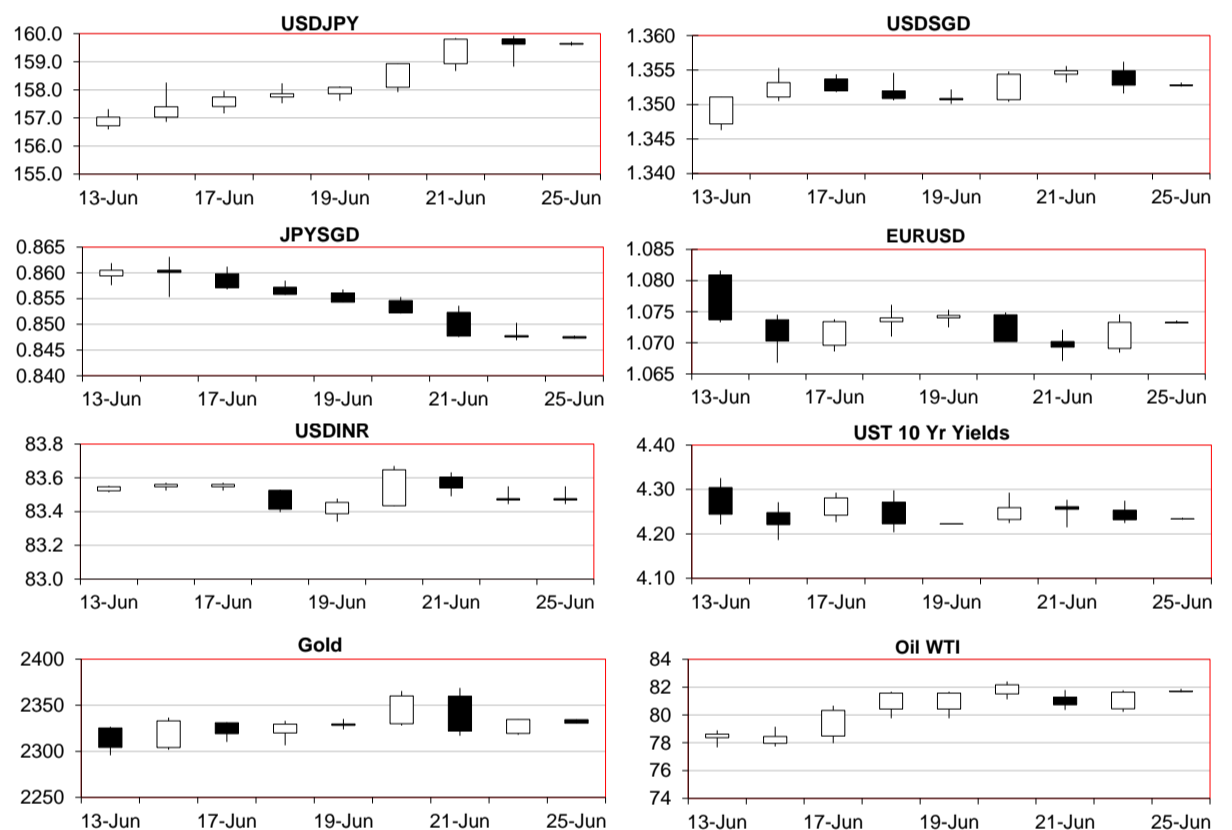 USDJPY
160.0
159.0
158.0
157.0
156.0
155.0
13-Jun 17-Jun 19-Jun 21-Jun 25-Jun
USDSGD
1.360
1.355
1.350
1.345
1.340
13-Jun 17-Jun 19-Jun 21-Jun 25-Jun
JPYSGD
0.865
0.860
0.855
0.850
0.845
0.840
13-Jun 17-Jun 19-Jun 21-Jun 25-Jun
EURUSD
1.085
1.080
1.075
1.070
1.065
13-Jun 17-Jun 19-Jun 21-Jun 25-Jun
USDINR
83.8
83.6
83.4
83.2
83.0
13-Jun 17-Jun 19-Jun 21-Jun 25-Jun
UST 10 Yr Yields
4.40
4.30
4.20
4.10
13-Jun 17-Jun 19-Jun 21-Jun 25-Jun
Gold
2400
2350
2300
2250
13-Jun 17-Jun 19-Jun 21-Jun 25-Jun
Oil WTI
84
82
80
78
76
74
13-Jun 17-Jun 19-Jun 21-Jun 25-Jun